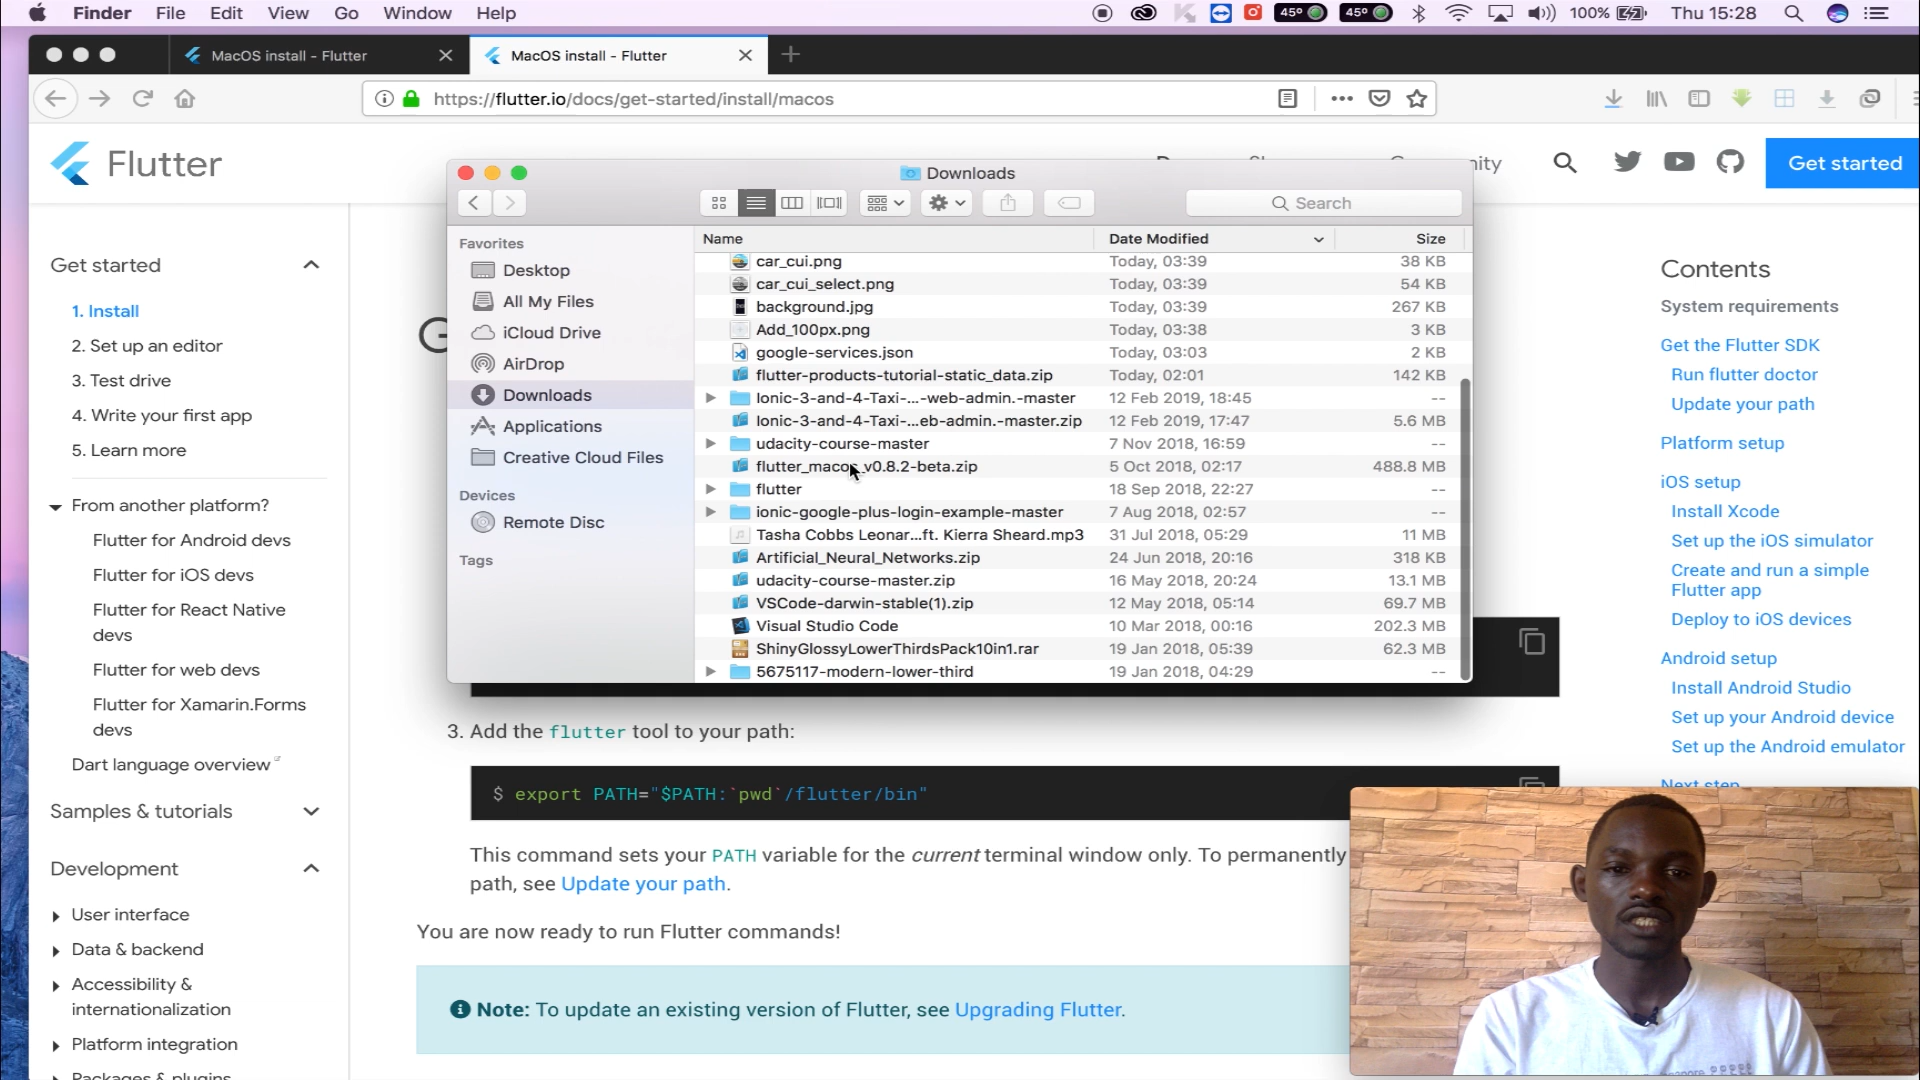 Finder File Edit View Go Window Help 45° 45° 100% Thu 15:28
MacOS install - Flutter MacOS install - Flutter
https://flutter.io/docs/get-started/install/macos
Flutter
Get started
Get started
1. Install
2. Set up an editor
3. Test drive
4. Write your first app
5. Learn more
From another platform?
Flutter for Android devs
Flutter for iOS devs
Flutter for React Native
devs
Flutter for web devs
Flutter for Xamarin.Forms
devs
Dart language overview
Samples & tutorials
Development
User interface
Data & backend
Accessibility &
internationalization
Platform integration
Packages & plugins
Downloads
Search
Favorites
Desktop
All My Files
iCloud Drive
AirDrop
Downloads
Applications
Creative Cloud Files
Devices
Remote Disc
Tags
Name Date Modified Size
car_cui.png Today, 03:39 38 KB
car_cui_select.png Today, 03:39 54 KB
background.jpg Today, 03:39 267 KB
Add_100px.png Today, 03:38 3 KB
google-services.json Today, 03:03 2 KB
flutter-products-tutorial-static_data.zip Today, 02:01 142 KB
Ionic-3-and-4-Taxi-...-web-admin.-master 12 Feb 2019, 18:45 --
Ionic-3-and-4-Taxi-...eb-admin.-master.zip 12 Feb 2019, 17:47 5.6 MB
udacity-course-master 7 Nov 2018, 16:59 --
flutter_macos_v0.8.2-beta.zip 5 Oct 2018, 02:17 488.8 MB
flutter 18 Sep 2018, 22:27 --
ionic-google-plus-login-example-master 7 Aug 2018, 02:57 --
Tasha Cobbs Leonar...ft. Kierra Sheard.mp3 31 Jul 2018, 05:29 11 MB
Artificial_Neural_Networks.zip 24 Jun 2018, 20:16 318 KB
udacity-course-master.zip 16 May 2018, 20:24 13.1 MB
VSCode-darwin-stable(1).zip 12 May 2018, 05:14 69.7 MB
Visual Studio Code 10 Mar 2018, 00:16 202.3 MB
ShinyGlossyLowerThirdsPack10in1.rar 19 Jan 2018, 05:39 62.3 MB
5675117-modern-lower-third 19 Jan 2018, 04:29 --
3. Add the flutter tool to your path:
$ export PATH="$PATH:`pwd`/flutter/bin"
This command sets your PATH variable for the current terminal window only. To permanently
path, see Update your path.
You are now ready to run Flutter commands!
Note: To update an existing version of Flutter, see Upgrading Flutter.
Contents
System requirements
Get the Flutter SDK
Run flutter doctor
Update your path
Platform setup
iOS setup
Install Xcode
Set up the iOS simulator
Create and run a simple
Flutter app
Deploy to iOS devices
Android setup
Install Android Studio
Set up your Android device
Set up the Android emulator
Next step